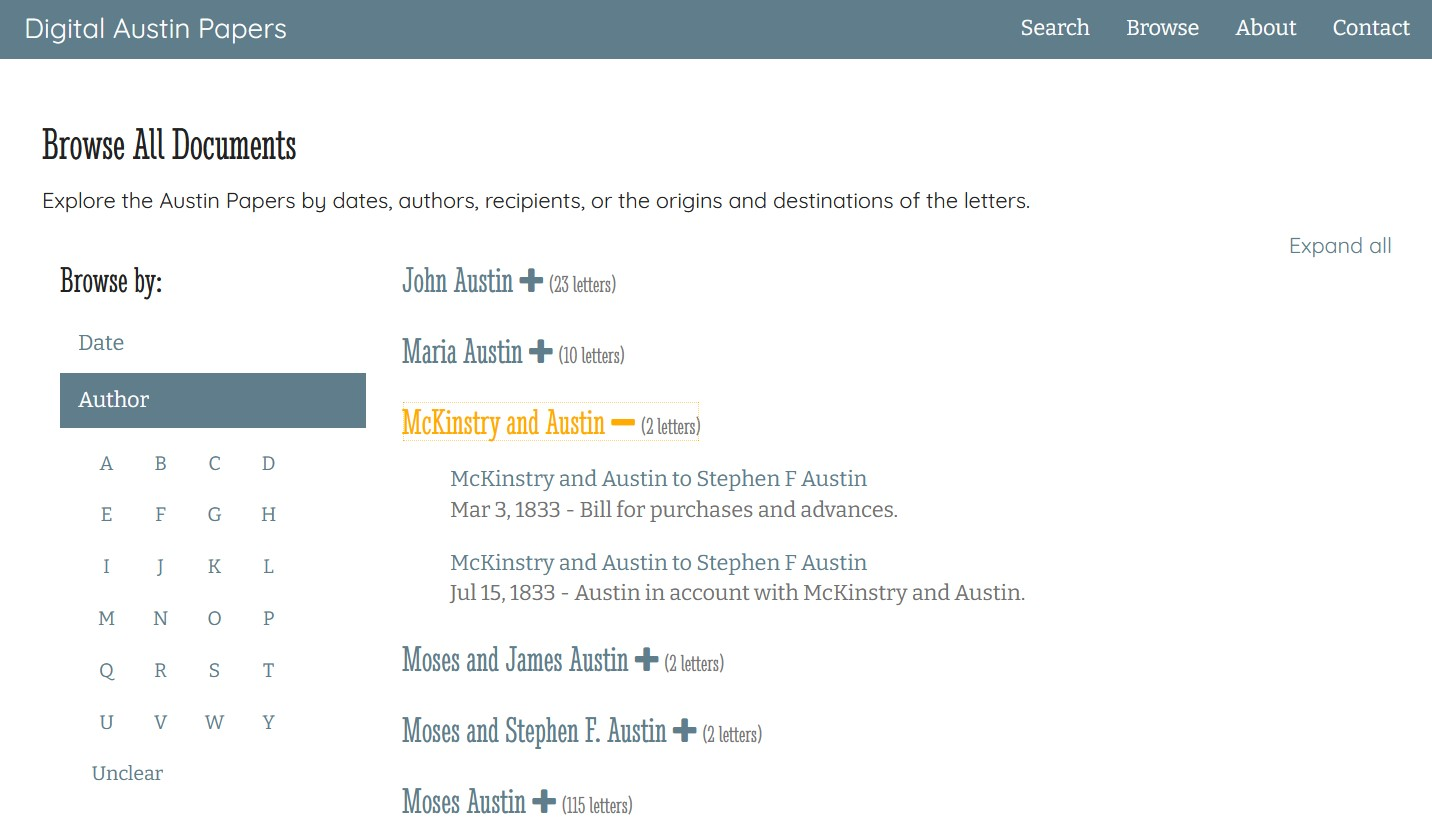 Digital Austin Papers
Search Browse About Contact
Browse All Documents
Explore the Austin Papers by dates, authors, recipients, or the origins and destinations of the letters.
Expand all
Browse by:
Date
Author
A B C D
E F G H
I J K L
M N O P
Q R S T
U V W Y
Unclear
John Austin (23 letters)
Maria Austin (10 letters)
McKinstry and Austin (2 letters)
McKinstry and Austin to Stephen F Austin
Mar 3, 1833 - Bill for purchases and advances.
McKinstry and Austin to Stephen F Austin
Jul 15, 1833 - Austin in account with McKinstry and Austin.
Moses and James Austin (2 letters)
Moses and Stephen F. Austin (2 letters)
Moses Austin (115 letters)